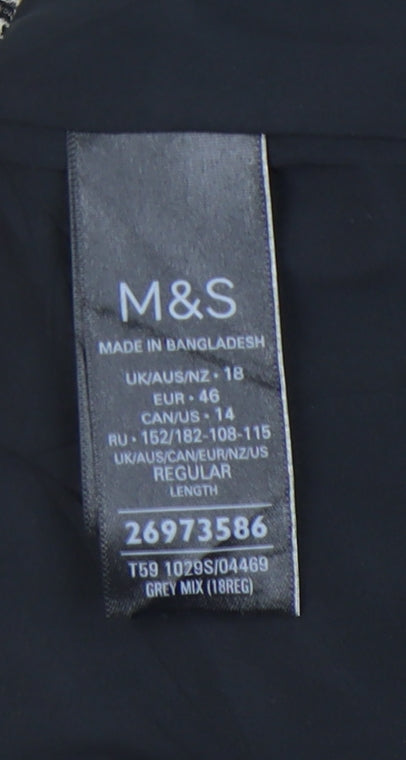 M&S
MADE IN BANGLADESH
UK/AUS/NZ • 18
EUR • 46
CAN/US • 14
RU • 152/182-108-115
UK/AUS/CAN/EUR/NZ/US
REGULAR
LENGTH
26973586
T59 1029S/04469
GREY MIX (18REG)